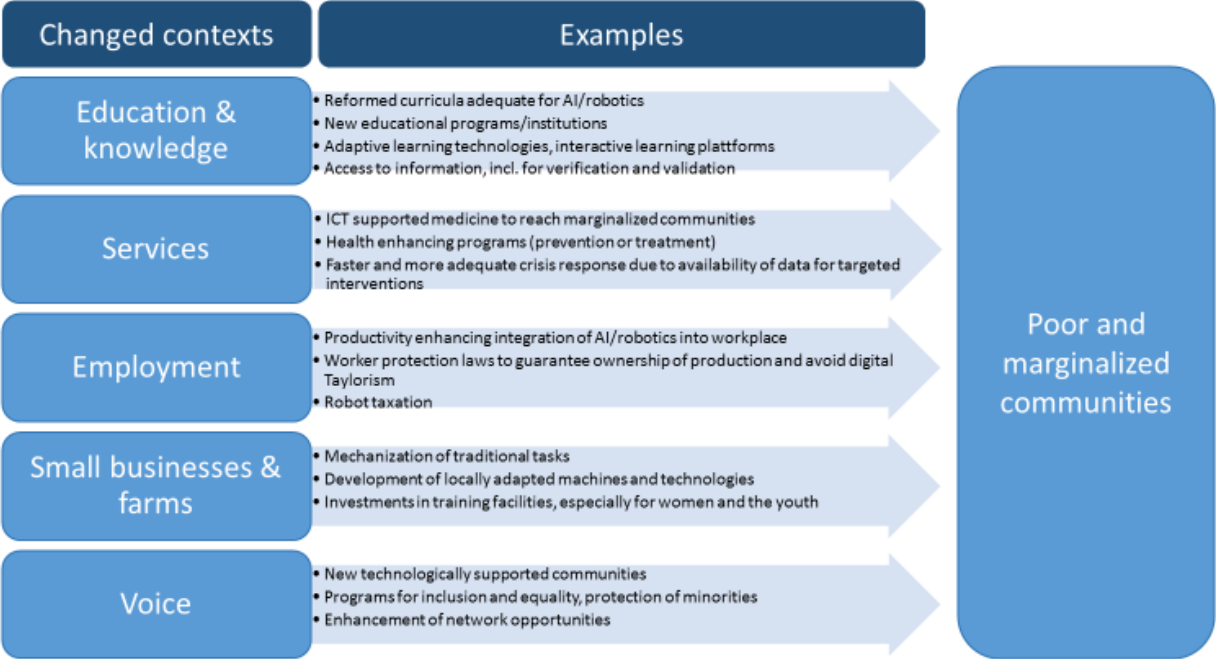 Changed contexts
Examples
Education &
knowledge
• Reformed curricula adequate for AI/robotics
• New educational programs/institutions
• Adaptive learning technologies, interactive learning plattforms
• Access to information, incl. for verification and validation
Services
• ICT supported medicine to reach marginalized communities
• Health enhancing programs (prevention or treatment)
• Faster and more adequate crisis response due to availability of data for targeted
interventions
Employment
• Productivity enhancing integration of AI/robotics into workplace
• Worker protection laws to guarantee ownership of production and avoid digital
Taylorism
• Robot taxation
Small businesses &
farms
• Mechanization of traditional tasks
• Development of locally adapted machines and technologies
• Investments in training facilities, especially for women and the youth
Voice
• New technologically supported communities
• Programs for inclusion and equality, protection of minorities
• Enhancement of network opportunities
Poor and
marginalized
communities